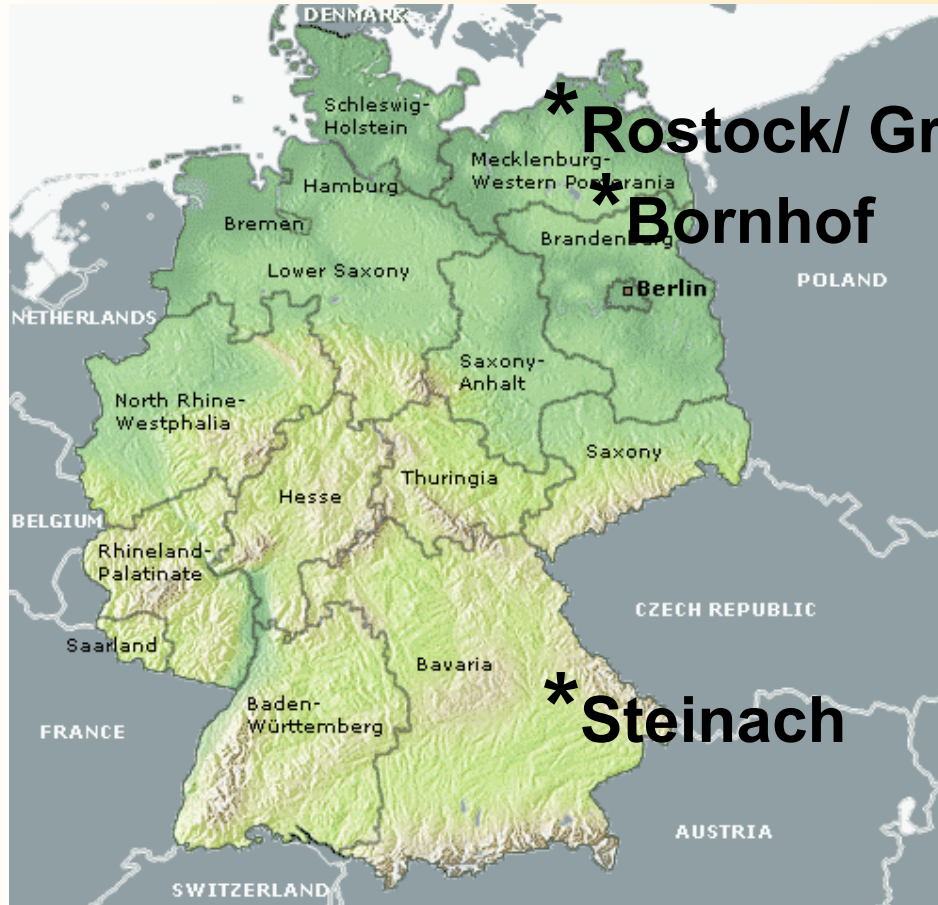 DENMARK
Schleswig-
Holstein
*
Rostock/ Gr
Mecklenburg-
Western Pomerania
Hamburg
*
Bornhof
Bremen
Brandenburg
Lower Saxony
POLAND
Berlin
NETHERLANDS
Saxony-
Anhalt
North Rhine-
Westphalia
Saxony
Thuringia
Hesse
BELGIUM
Rhineland-
Palatinate
CZECH REPUBLIC
Saarland
Bavaria
*
Steinach
Baden-
Württemberg
FRANCE
AUSTRIA
SWITZERLAND